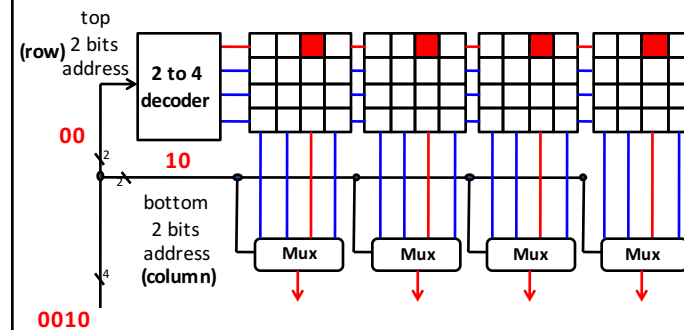 top
(row) 2 bits
address
2 to 4
decoder
00
2
10
2
bottom
2 bits
address
(column)
Mux
Mux
Mux
Mux
4
0010